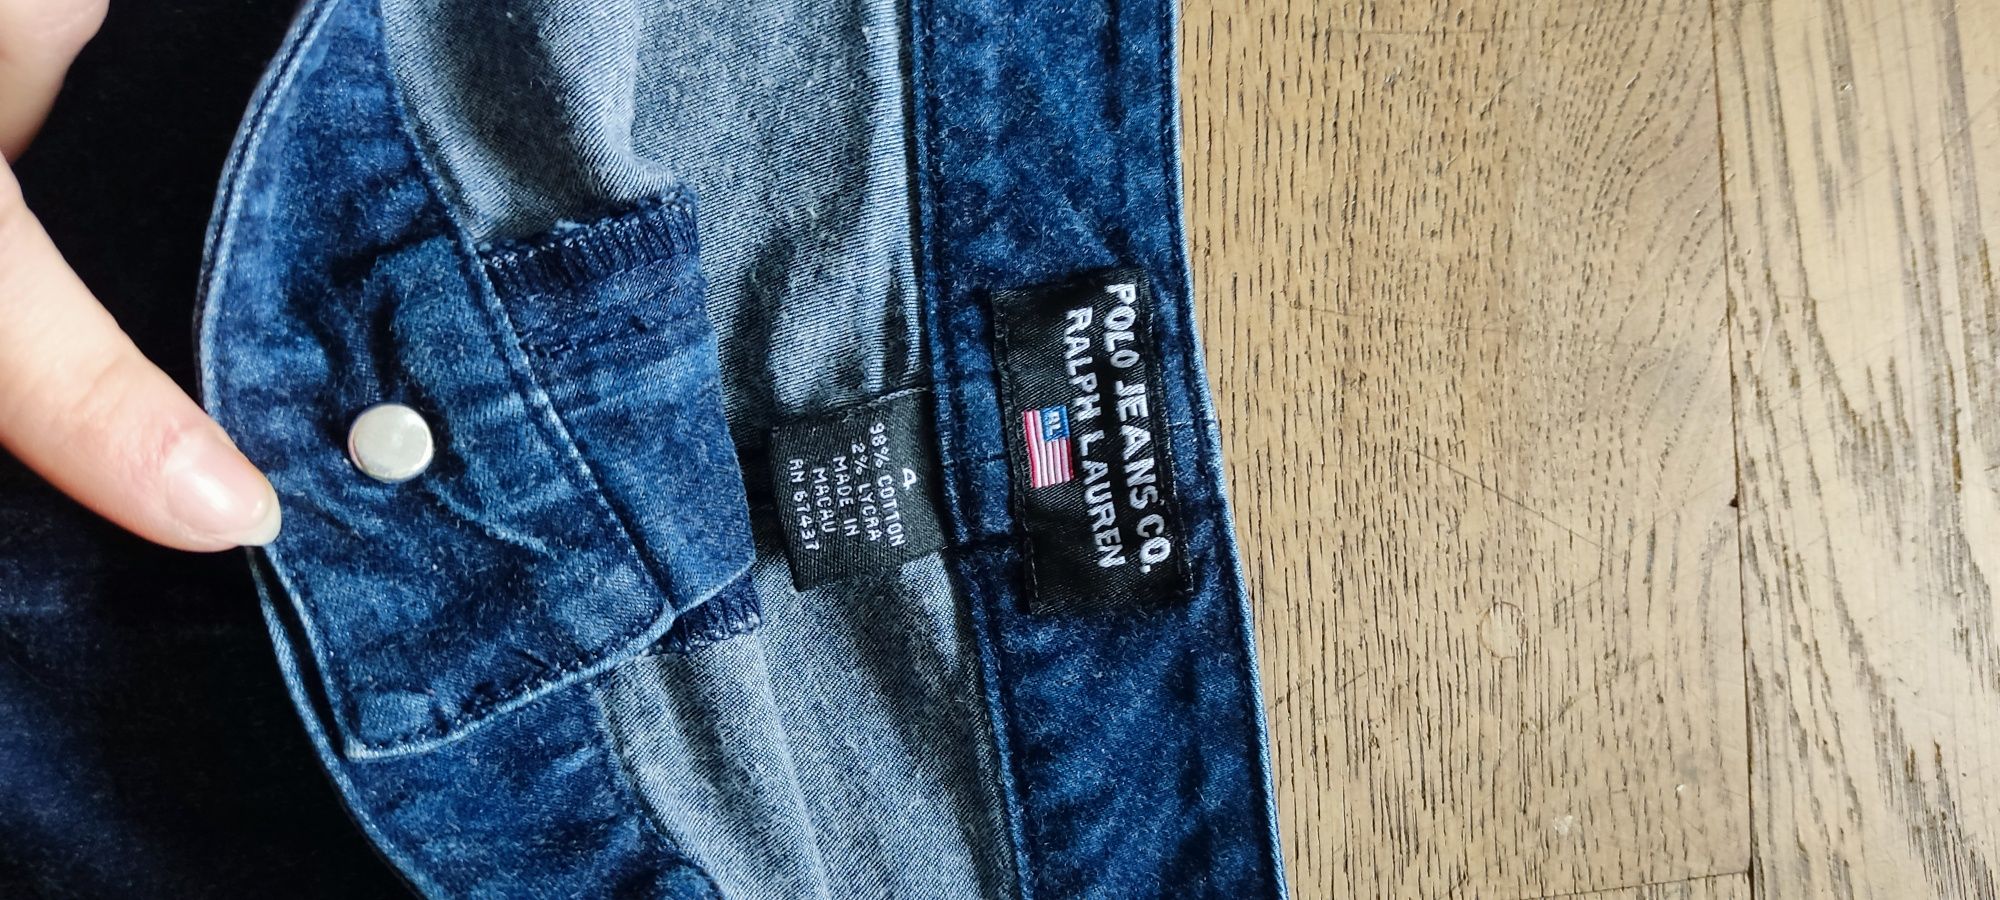 POLO JEANS CO.
RL
RALPH LAUREN
4
98% COTTON
2% LYCRA
MADE IN
MACAU
RN 67437